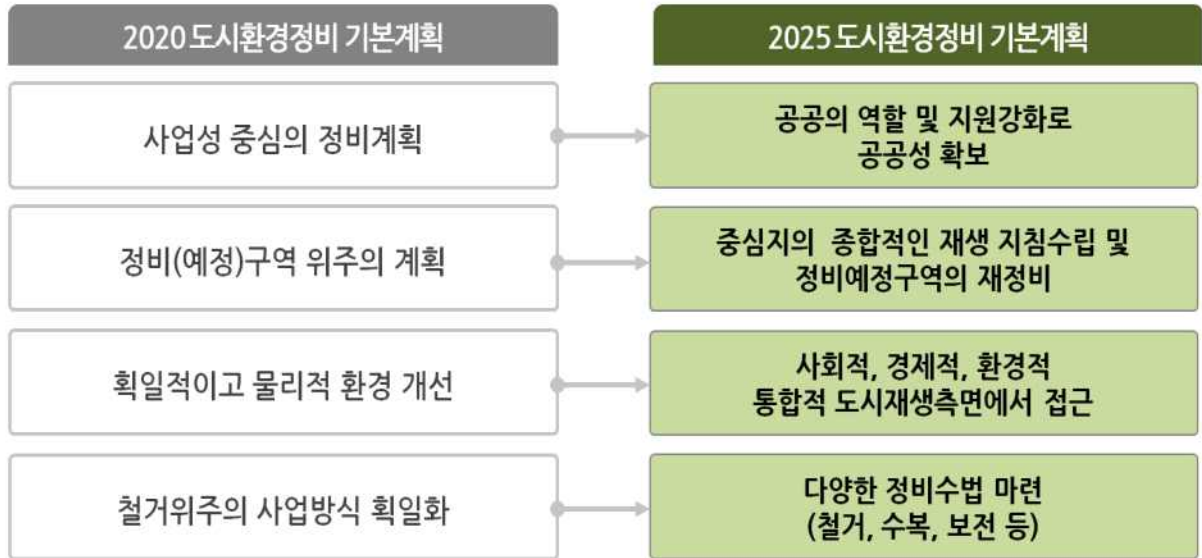 2020 도시환경정비 기본계획
2025 도시환경정비 기본계획
사업성 중심의 정비계획
공공의 역할 및 지원강화로
공공성 확보
정비(예정)구역 위주의 계획
중심지의 종합적인 재생 지침수립 및
정비예정구역의 재정비
획일적이고 물리적 환경 개선
사회적, 경제적, 환경적
통합적 도시재생측면에서 접근
철거위주의 사업방식 획일화
다양한 정비수법 마련
(철거, 수복, 보전 등)